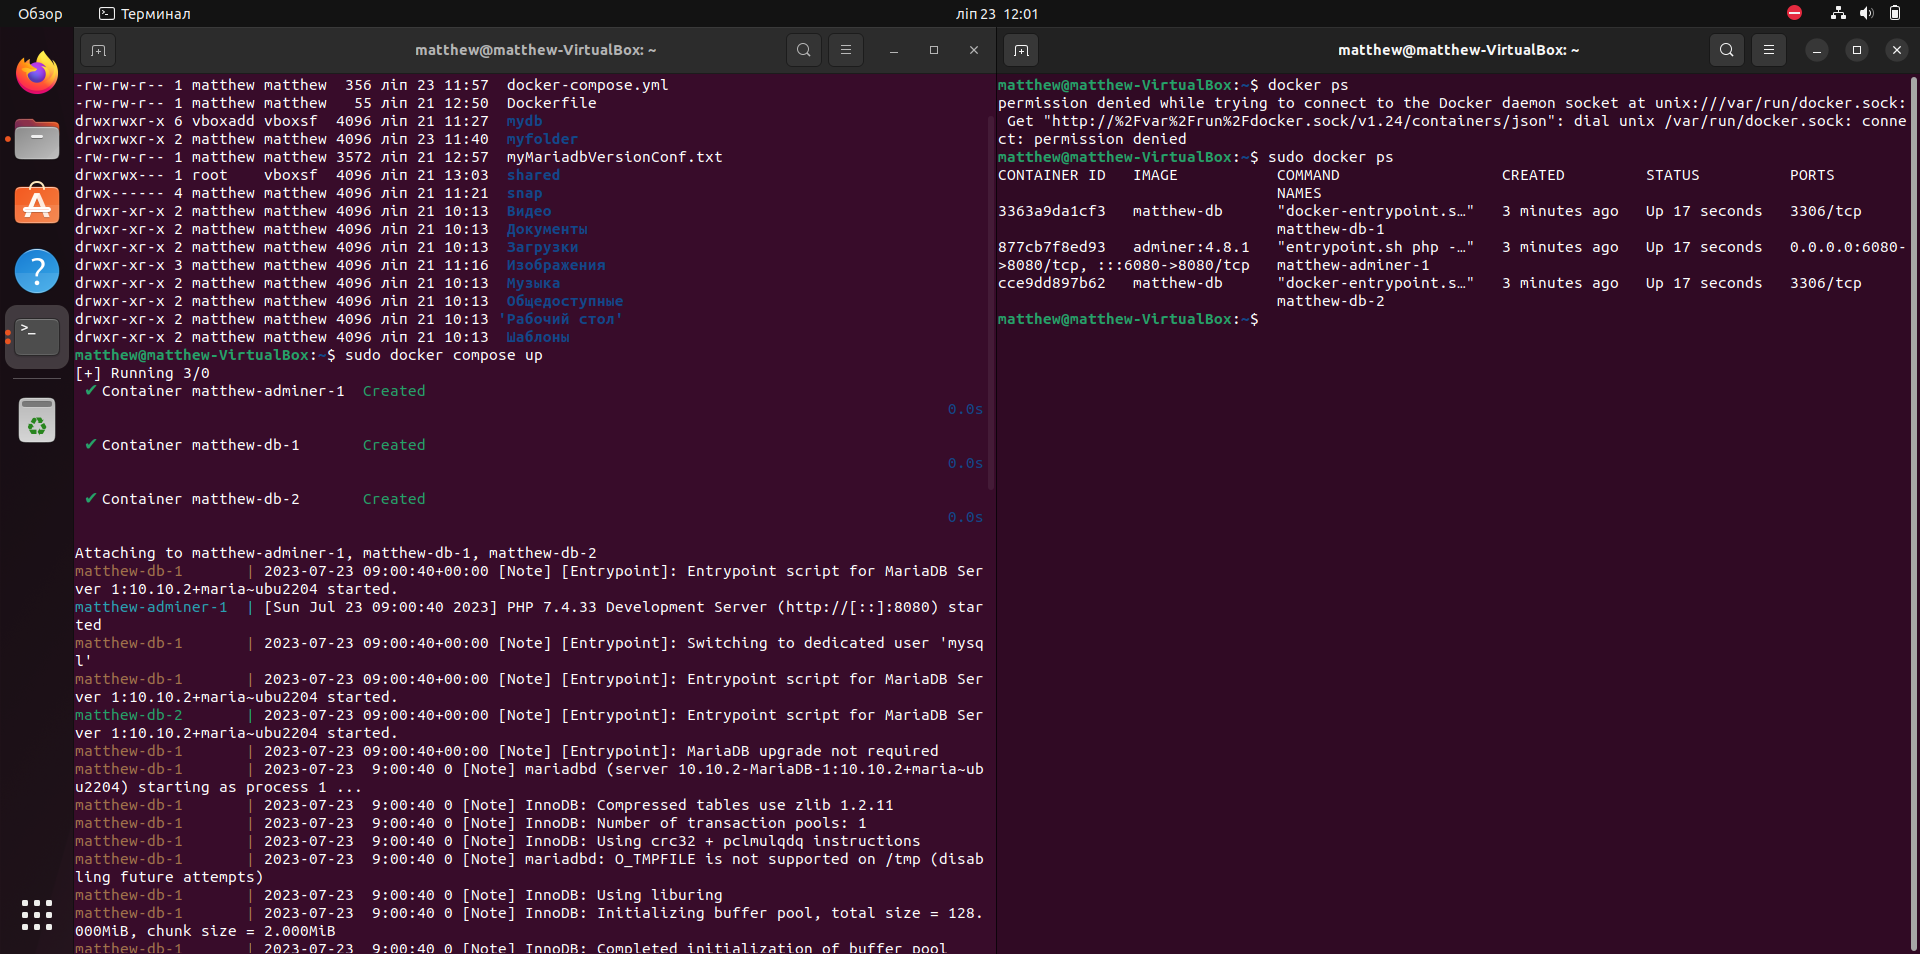 Обзор
Терминал
ліп 23 12:01
matthew@matthew-VirtualBox: ~
-rw-rw-r-- 1 matthew matthew  356 ліп 23 11:57  docker-compose.yml
-rw-rw-r-- 1 matthew matthew   55 ліп 21 12:50  Dockerfile
drwxrwxr-x 6 vboxadd vboxsf  4096 ліп 21 11:27  mydb
drwxrwxr-x 2 matthew matthew 4096 ліп 23 11:40  myfolder
-rw-rw-r-- 1 matthew matthew 3572 ліп 21 12:57  myMariadbVersionConf.txt
drwxrwx--- 1 root    vboxsf  4096 ліп 21 13:03  shared
drwx------ 4 matthew matthew 4096 ліп 21 11:21  snap
drwxr-xr-x 2 matthew matthew 4096 ліп 21 10:13  Видео
drwxr-xr-x 2 matthew matthew 4096 ліп 21 10:13  Документы
drwxr-xr-x 2 matthew matthew 4096 ліп 21 10:13  Загрузки
drwxr-xr-x 3 matthew matthew 4096 ліп 21 11:16  Изображения
drwxr-xr-x 2 matthew matthew 4096 ліп 21 10:13  Музыка
drwxr-xr-x 2 matthew matthew 4096 ліп 21 10:13  Общедоступные
drwxr-xr-x 2 matthew matthew 4096 ліп 21 10:13 'Рабочий стол'
drwxr-xr-x 2 matthew matthew 4096 ліп 21 10:13  Шаблоны
matthew@matthew-VirtualBox:~$ sudo docker compose up
[+] Running 3/0
✔ Container matthew-adminer-1  Created
0.0s
✔ Container matthew-db-1       Created
0.0s
✔ Container matthew-db-2       Created
0.0s
Attaching to matthew-adminer-1, matthew-db-1, matthew-db-2
matthew-db-1       | 2023-07-23 09:00:40+00:00 [Note] [Entrypoint]: Entrypoint script for MariaDB Ser
ver 1:10.10.2+maria~ubu2204 started.
matthew-adminer-1  | [Sun Jul 23 09:00:40 2023] PHP 7.4.33 Development Server (http://[::]:8080) star
ted
matthew-db-1       | 2023-07-23 09:00:40+00:00 [Note] [Entrypoint]: Switching to dedicated user 'mysq
l'
matthew-db-1       | 2023-07-23 09:00:40+00:00 [Note] [Entrypoint]: Entrypoint script for MariaDB Ser
ver 1:10.10.2+maria~ubu2204 started.
matthew-db-2       | 2023-07-23 09:00:40+00:00 [Note] [Entrypoint]: Entrypoint script for MariaDB Ser
ver 1:10.10.2+maria~ubu2204 started.
matthew-db-1       | 2023-07-23 09:00:40+00:00 [Note] [Entrypoint]: MariaDB upgrade not required
matthew-db-1       | 2023-07-23  9:00:40 0 [Note] mariadbd (server 10.10.2-MariaDB-1:10.10.2+maria~ub
u2204) starting as process 1 ...
matthew-db-1       | 2023-07-23  9:00:40 0 [Note] InnoDB: Compressed tables use zlib 1.2.11
matthew-db-1       | 2023-07-23  9:00:40 0 [Note] InnoDB: Number of transaction pools: 1
matthew-db-1       | 2023-07-23  9:00:40 0 [Note] InnoDB: Using crc32 + pclmulqdq instructions
matthew-db-1       | 2023-07-23  9:00:40 0 [Note] mariadbd: O_TMPFILE is not supported on /tmp (disab
ling future attempts)
matthew-db-1       | 2023-07-23  9:00:40 0 [Note] InnoDB: Using liburing
matthew-db-1       | 2023-07-23  9:00:40 0 [Note] InnoDB: Initializing buffer pool, total size = 128.
000MiB, chunk size = 2.000MiB
matthew-db-1       | 2023-07-23  9:00:40 0 [Note] InnoDB: Completed initialization of buffer pool
matthew@matthew-VirtualBox: ~
matthew@matthew-VirtualBox:~$ docker ps
permission denied while trying to connect to the Docker daemon socket at unix:///var/run/docker.sock:
 Get "http://%2Fvar%2Frun%2Fdocker.sock/v1.24/containers/json": dial unix /var/run/docker.sock: conne
ct: permission denied
matthew@matthew-VirtualBox:~$ sudo docker ps
CONTAINER ID   IMAGE           COMMAND                  CREATED         STATUS          PORTS
NAMES
3363a9da1cf3   matthew-db      "docker-entrypoint.s…"   3 minutes ago   Up 17 seconds   3306/tcp
matthew-db-1
877cb7f8ed93   adminer:4.8.1   "entrypoint.sh php -…"   3 minutes ago   Up 17 seconds   0.0.0.0:6080-
>8080/tcp, :::6080->8080/tcp   matthew-adminer-1
cce9dd897b62   matthew-db      "docker-entrypoint.s…"   3 minutes ago   Up 17 seconds   3306/tcp
matthew-db-2
matthew@matthew-VirtualBox:~$